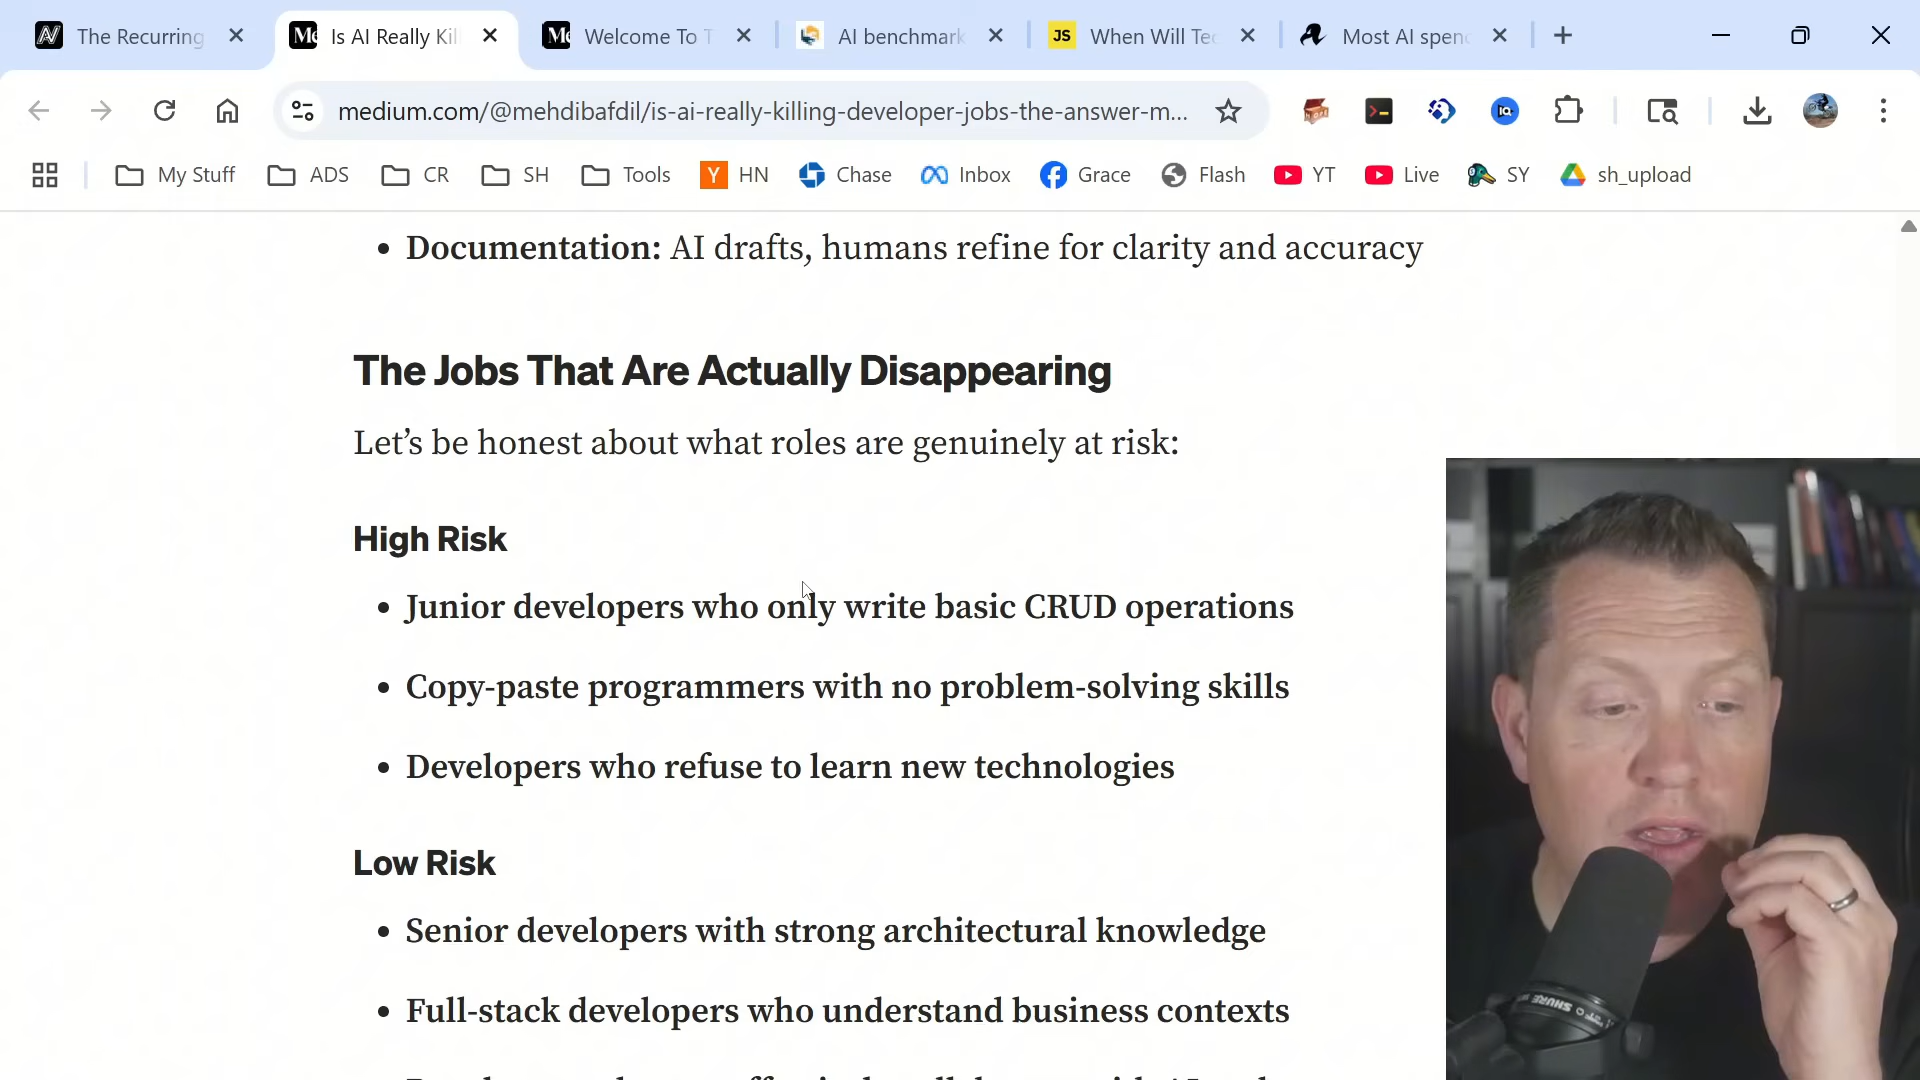 The Recurring
Is AI Really Kil
Welcome To T
AI benchmark
When Will Tec
Most AI spen
medium.com/@mehdibafdil/is-ai-really-killing-developer-jobs-the-answer-m...
My Stuff
ADS
CR
SH
Tools
HN
Chase
Inbox
Grace
Flash
YT
Live
SY
sh_upload
• Documentation: AI drafts, humans refine for clarity and accuracy
The Jobs That Are Actually Disappearing
Let’s be honest about what roles are genuinely at risk:
High Risk
• Junior developers who only write basic CRUD operations
• Copy-paste programmers with no problem-solving skills
• Developers who refuse to learn new technologies
Low Risk
• Senior developers with strong architectural knowledge
• Full-stack developers who understand business contexts
SHURE